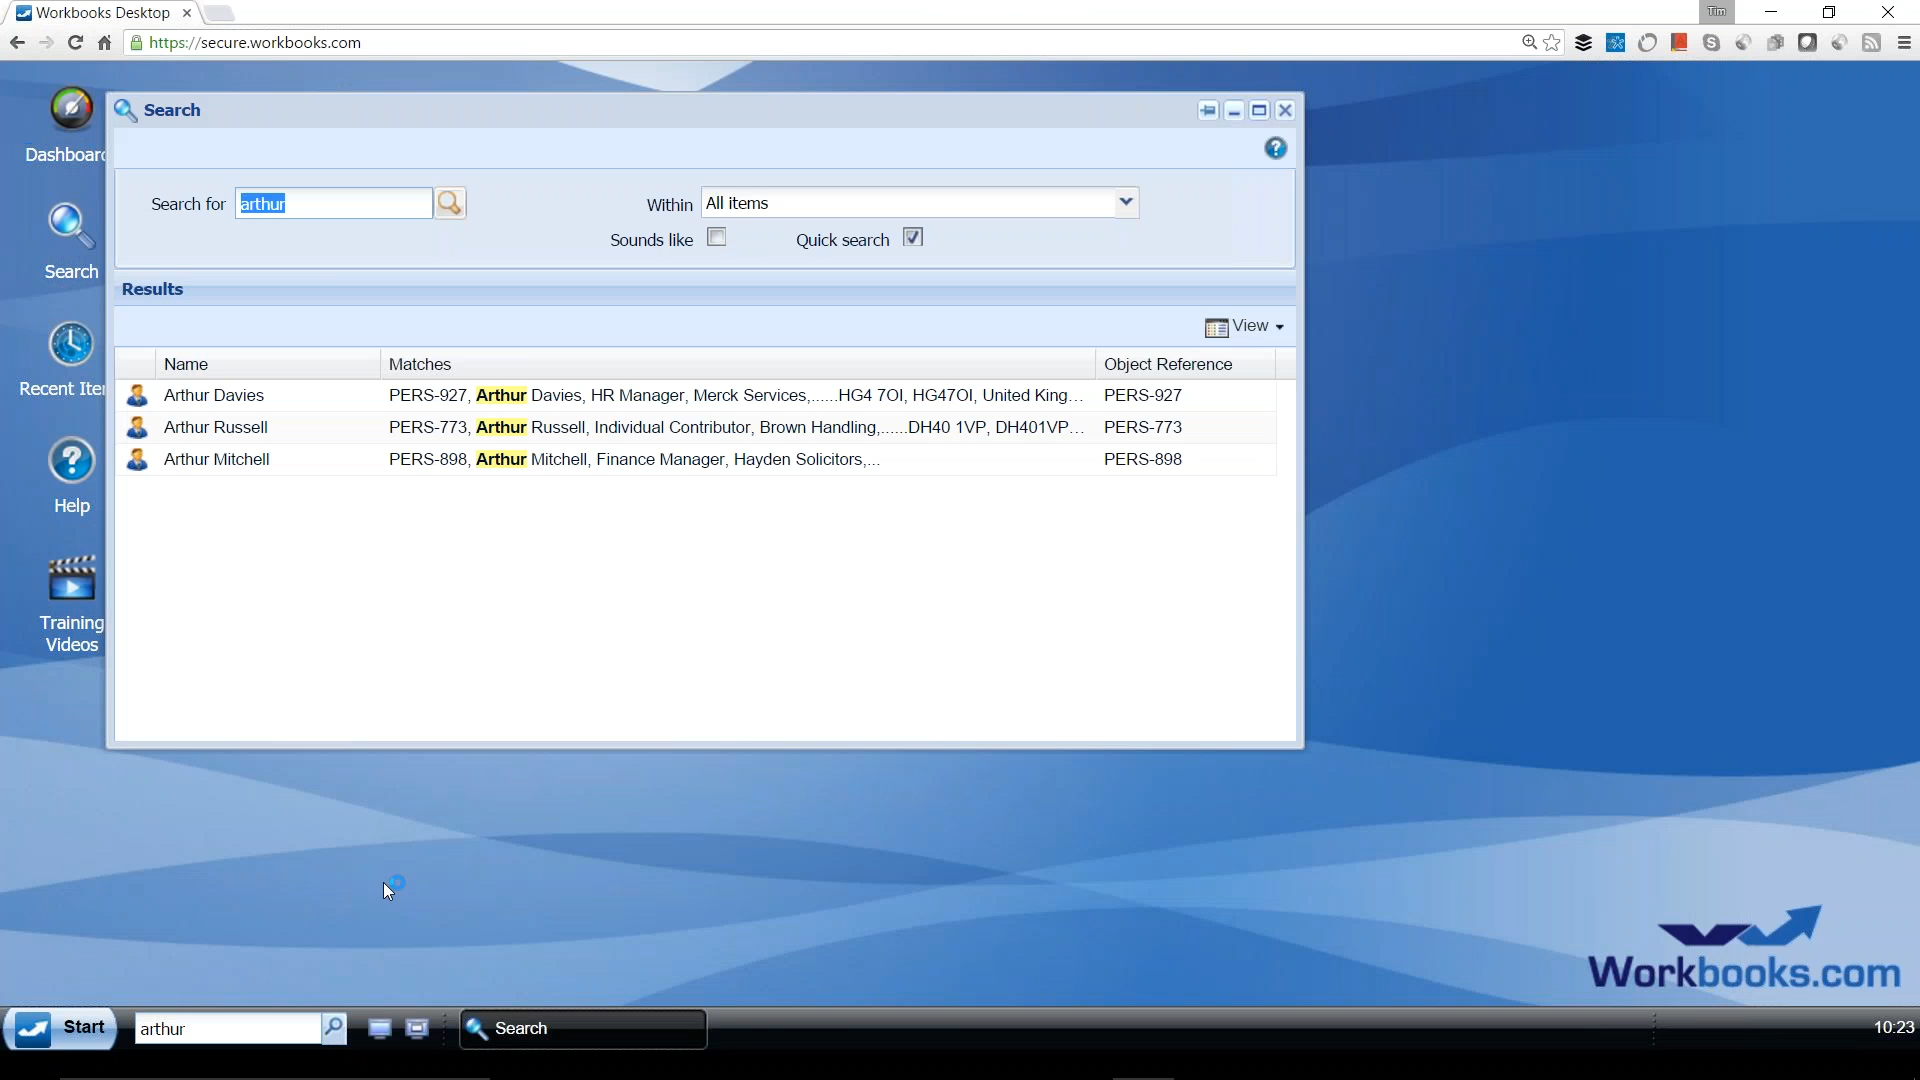 Workbooks Desktop
Tim
https://secure.workbooks.com
Dashboard
Search
Recent Iter
Help
Training
Videos
Search
Search for arthur
Within All items
Sounds like Quick search
Results
View
Name Matches Object Reference
Arthur Davies PERS-927, Arthur Davies, HR Manager, Merck Services,......HG4 7OI, HG47OI, United King... PERS-927
Arthur Russell PERS-773, Arthur Russell, Individual Contributor, Brown Handling,......DH40 1VP, DH401VP... PERS-773
Arthur Mitchell PERS-898, Arthur Mitchell, Finance Manager, Hayden Solicitors,... PERS-898
Workbooks.com
Start arthur Search 10:23